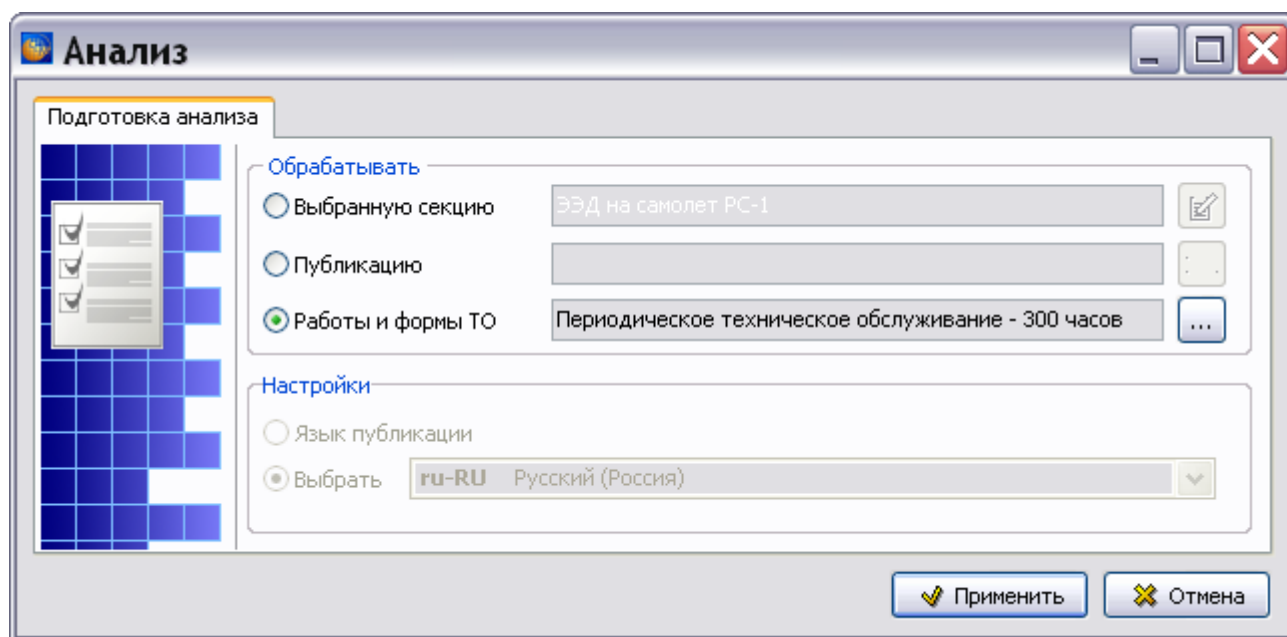 Анализ
Подготовка анализа
Обрабатывать
Выбранную секцию ЭЭД на самолет РС-1
Публикацию
Работы и формы ТО Периодическое техническое обслуживание - 300 часов ...
Настройки
Язык публикации
Выбрать ru-RU Русский (Россия)
Применить Отмена